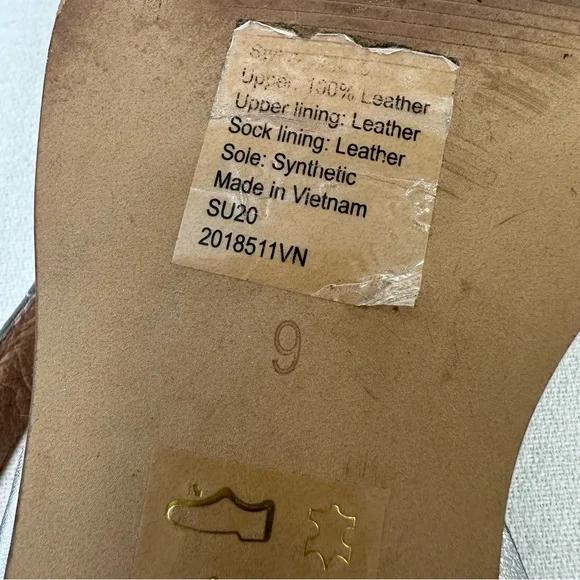 Upper: 100% Leather
Upper lining: Leather
Sock lining: Leather
Sole: Synthetic
Made in Vietnam
SU20
2018511VN
9